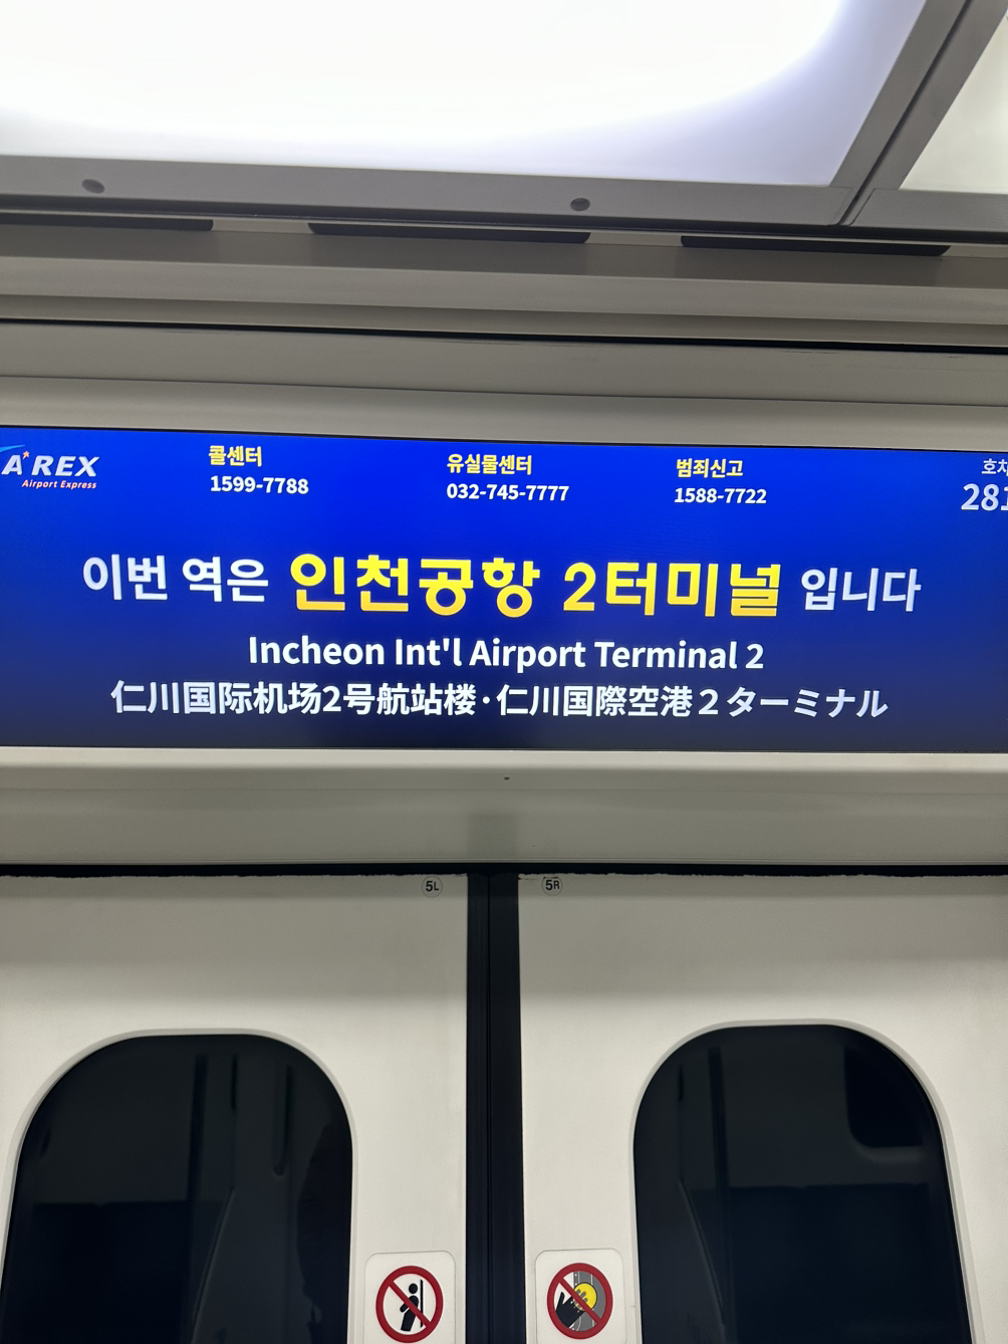 A'REX
Airport Express
콜센터
1599-7788
유실물센터
032-745-7777
범죄신고
1588-7722
이번 역은 인천공항 2터미널 입니다
Incheon Int'l Airport Terminal 2
仁川国际机场2号航站楼·仁川国際空港2ターミナル
5L
5R